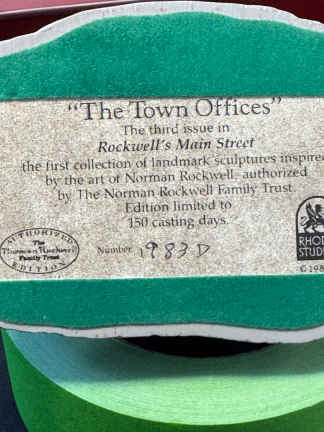 "The Town Offices"
The third issue in
Rockwell's Main Street
the first collection of landmark sculptures inspire
by the art of Norman Rockwell, authorized
by The Norman Rockwell Family Trust
Edition limited to
150 casting days.
Number 1983D
AUTHORIZED
The
Norman Rockwell
Family Trust
EDITION
RHOD
STUD
©198